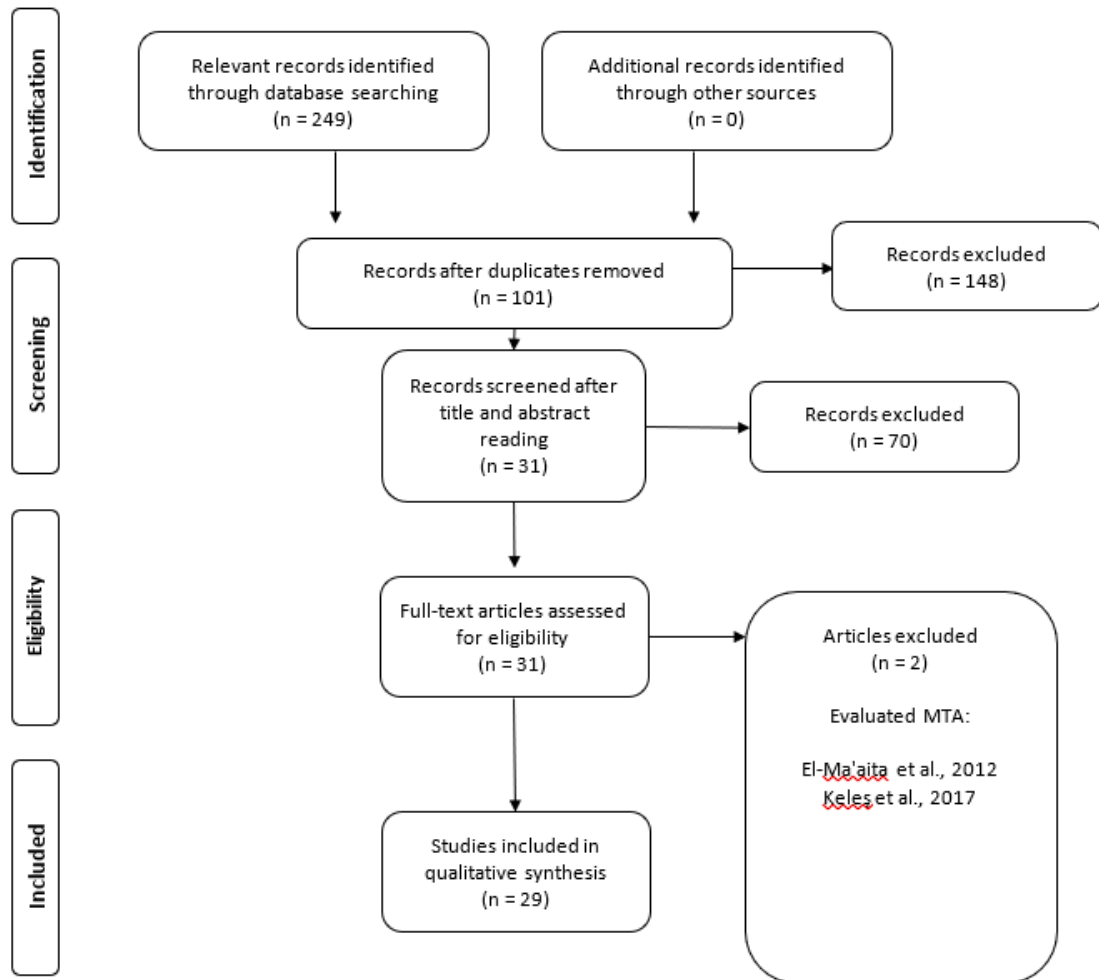 Identification
Relevant records identified
through database searching
(n = 249)
Additional records identified
through other sources
(n = 0)
Records after duplicates removed
(n = 101)
Records excluded
(n = 148)
Screening
Records screened after
title and abstract
reading
(n = 31)
Records excluded
(n = 70)
Eligibility
Full-text articles assessed
for eligibility
(n = 31)
Articles excluded
(n = 2)
Evaluated MTA:
El-Ma'aita et al., 2012
Keleş et al., 2017
Included
Studies included in
qualitative synthesis
(n = 29)